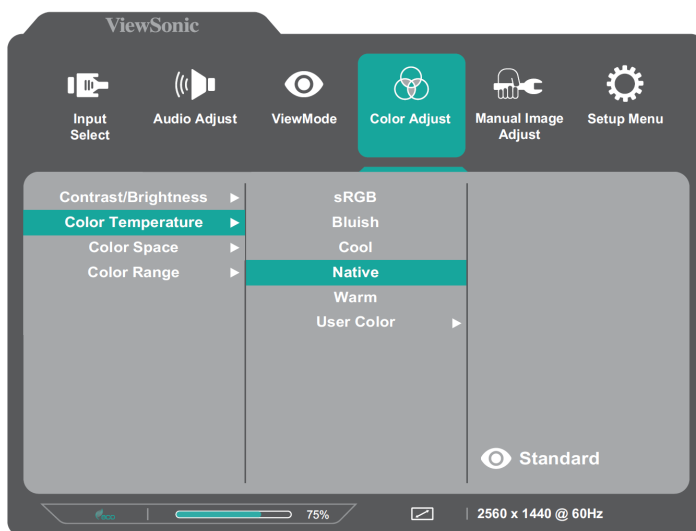 ViewSonic
Input
Select
Audio Adjust
ViewMode
Color Adjust
Manual Image
Adjust
Setup Menu
Contrast/Brightness
Color Temperature
Color Space
Color Range
sRGB
Bluish
Cool
Native
Warm
User Color
Standard
eco
75%
2560 x 1440 @ 60Hz